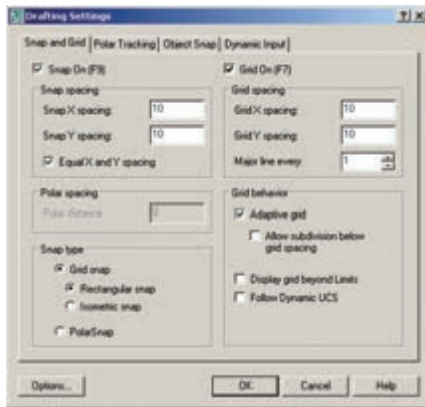 Drafting Settings
Snap and Grid Polar Tracking Object Snap Dynamic Input
Snap On (F9)
Snap spacing
Snap X spacing: 10
Snap Y spacing: 10
Equal X and Y spacing
Polar spacing
Polar distance
Snap type
Grid snap
Rectangular snap
Isometric snap
PolarSnap
Grid On (F7)
Grid spacing
Grid X spacing: 10
Grid Y spacing: 10
Major line every: 1
Grid behavior
Adaptive grid
Allow subdivision below
grid spacing
Display grid beyond Limits
Follow Dynamic UCS
Options... OK Cancel Help